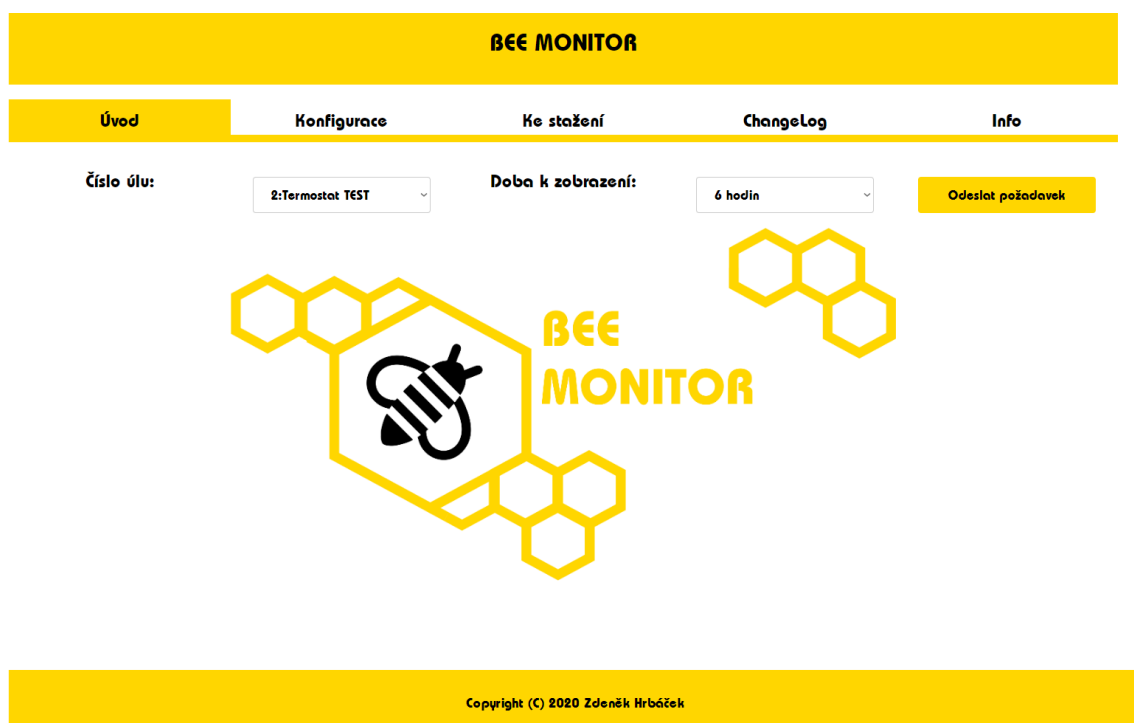 BEE MONITOR
Úvod Konfigurace Ke stažení ChangeLog Info
Číslo úlu: 2:Termostat TEST Doba k zobrazení: 6 hodin Odeslat požadavek
BEE
MONITOR
Copyright (C) 2020 Zdeněk Hrbáček